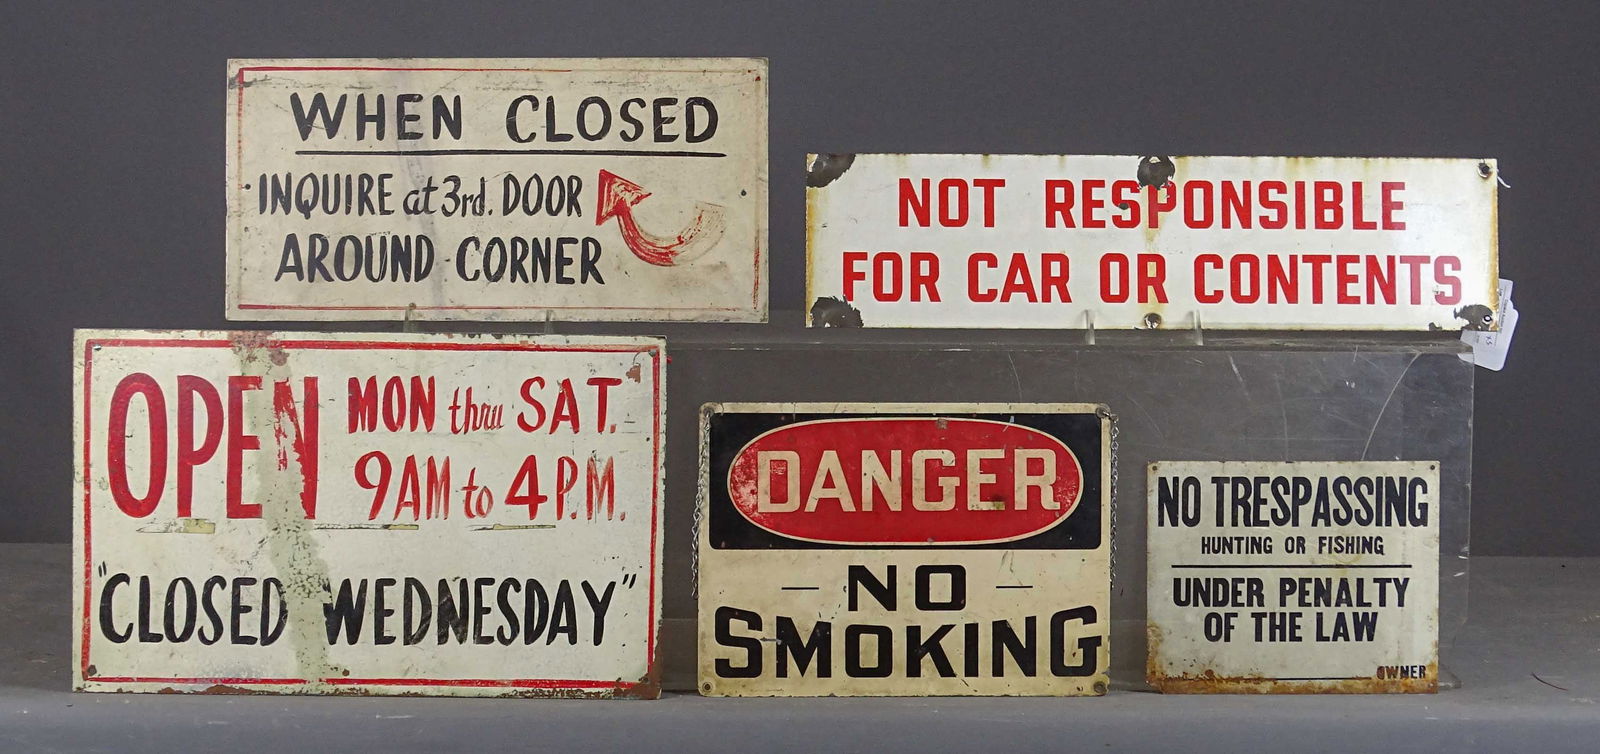 WHEN CLOSED
INQUIRE at 3rd. DOOR
AROUND CORNER
NOT RESPONSIBLE
FOR CAR OR CONTENTS
OPEN MON thru SAT.
9AM to 4 P.M.
"CLOSED WEDNESDAY"
DANGER
NO
SMOKING
NO TRESPASSING
HUNTING OR FISHING
UNDER PENALTY
OF THE LAW
OWNER